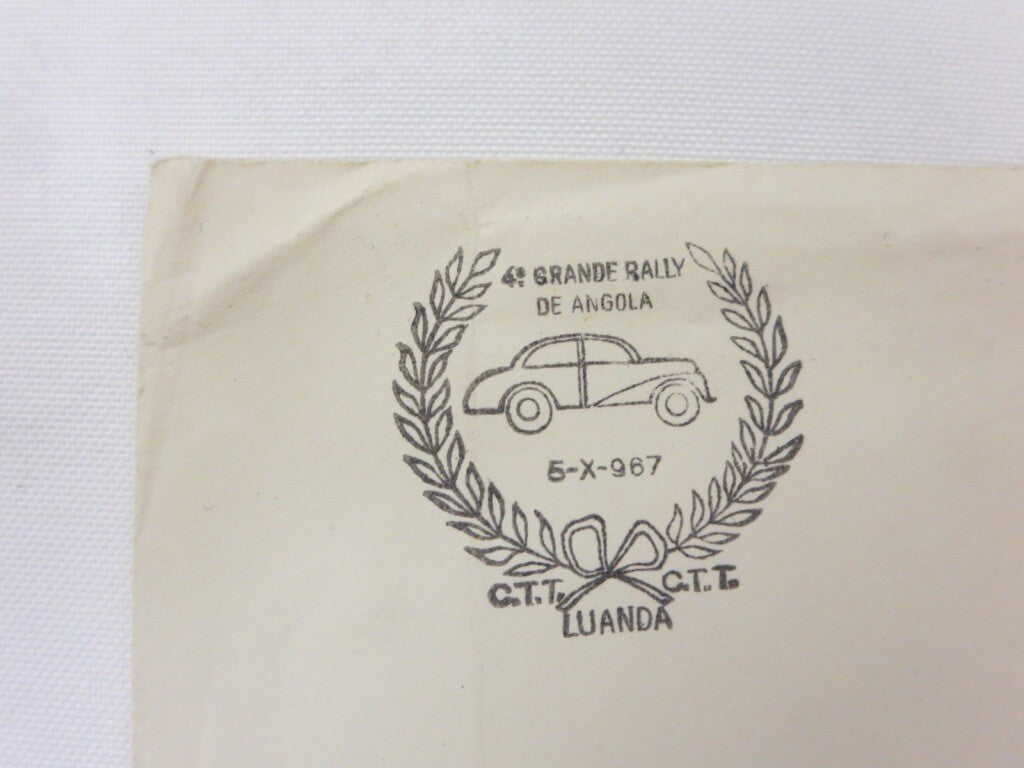 4º GRANDE RALLY
DE ANGOLA
5-X-967
C.T.T. C.T.T.
LUANDA